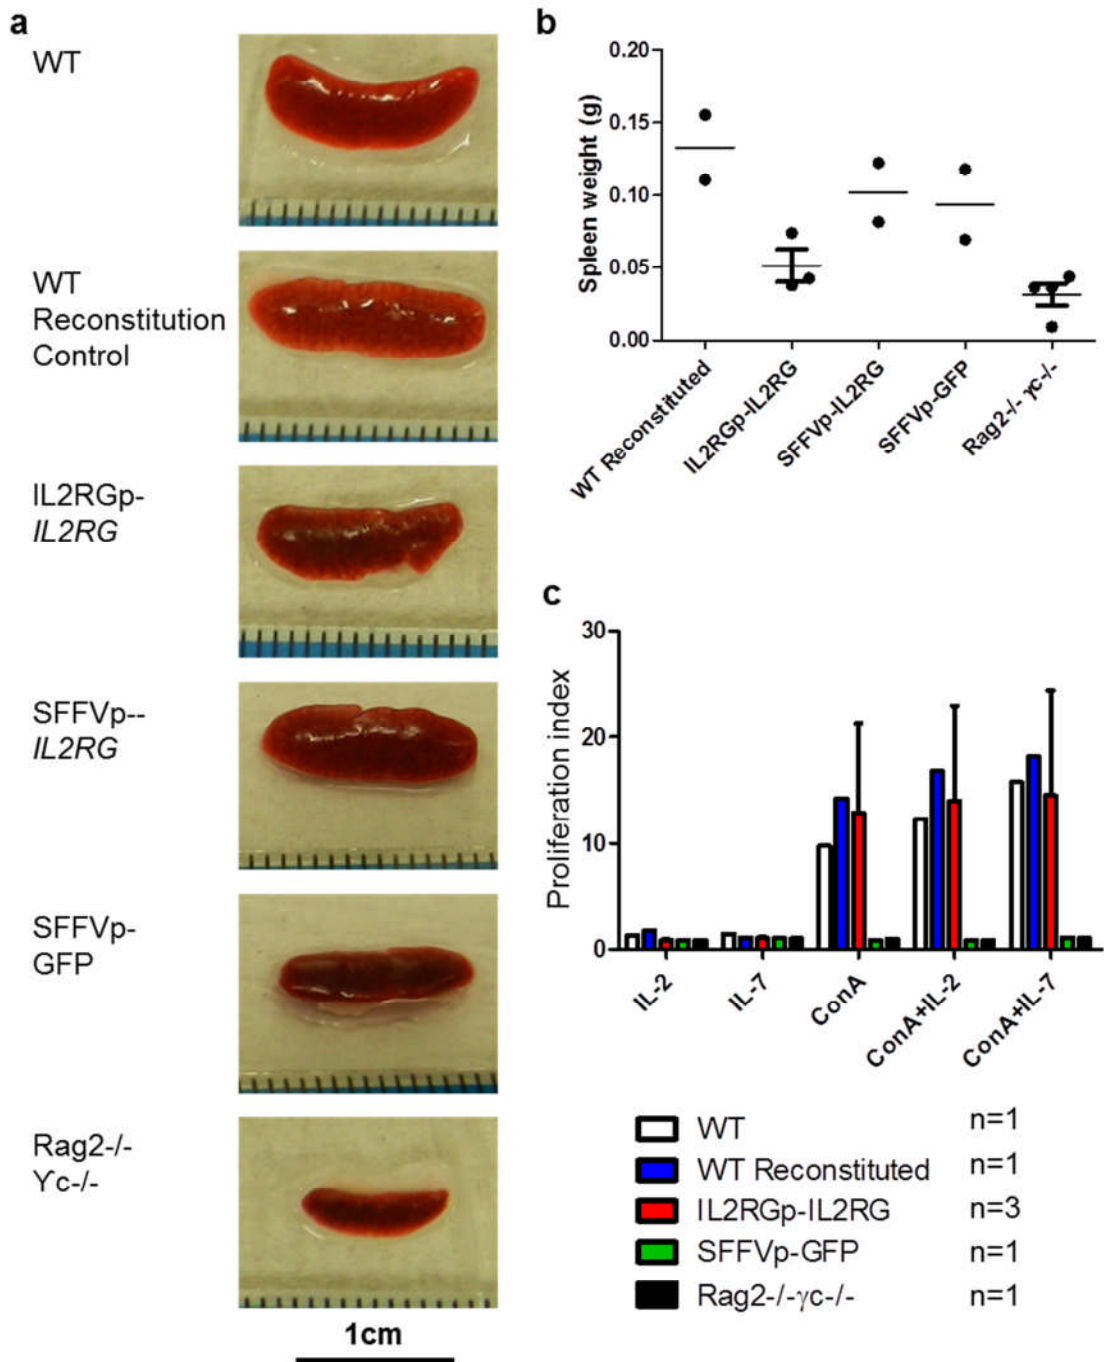 a
WT
WT
Reconstitution
Control
IL2RGp-
IL2RG
SFFVp--
IL2RG
SFFVp-
GFP
Rag2-/-
ϒc-/-
1cm
b
Spleen weight (g)
0.20
0.15
0.10
0.05
0.00
WT Reconstituted
IL2RGp-IL2RG
SFFVp-IL2RG
SFFVp-GFP
Rag2-/- γc-/-
c
Proliferation index
30
20
10
0
IL-2
IL-7
ConA
ConA+IL-2
ConA+IL-7
WT n=1
WT Reconstituted n=1
IL2RGp-IL2RG n=3
SFFVp-GFP n=1
Rag2-/-γc-/- n=1